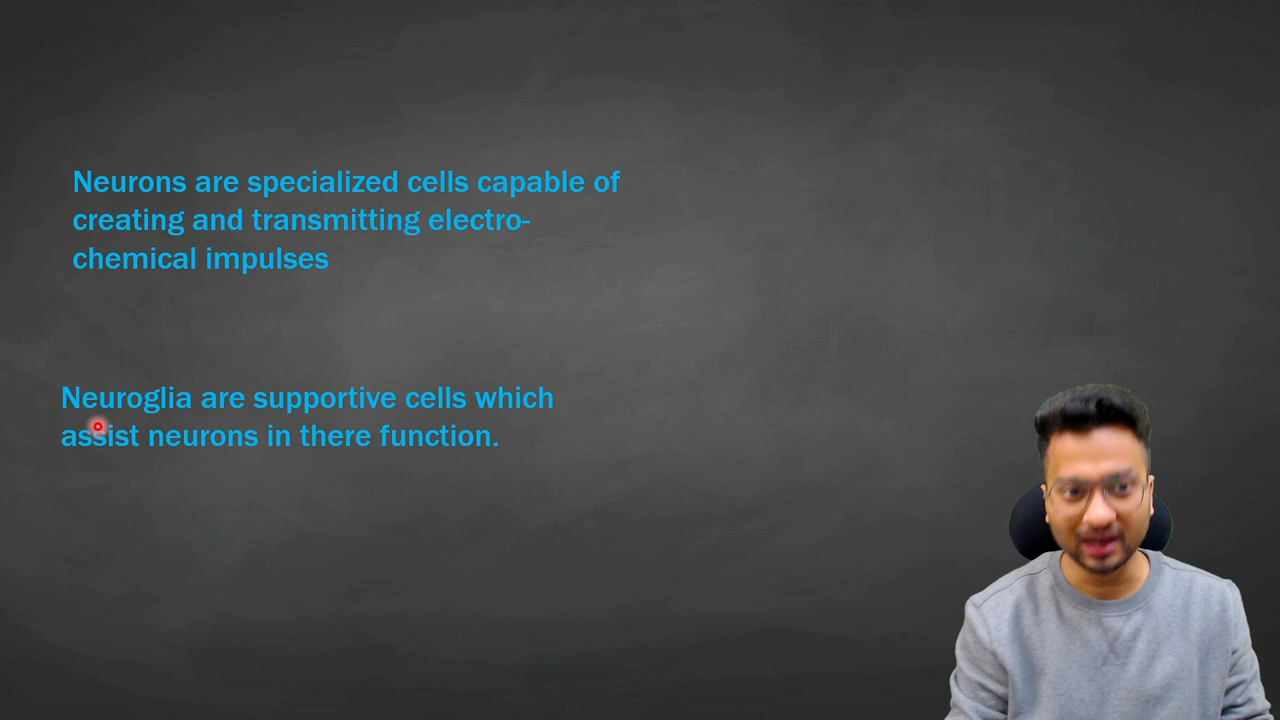 Neurons are specialized cells capable of
creating and transmitting electro-
chemical impulses
Neuroglia are supportive cells which
assist neurons in there function.